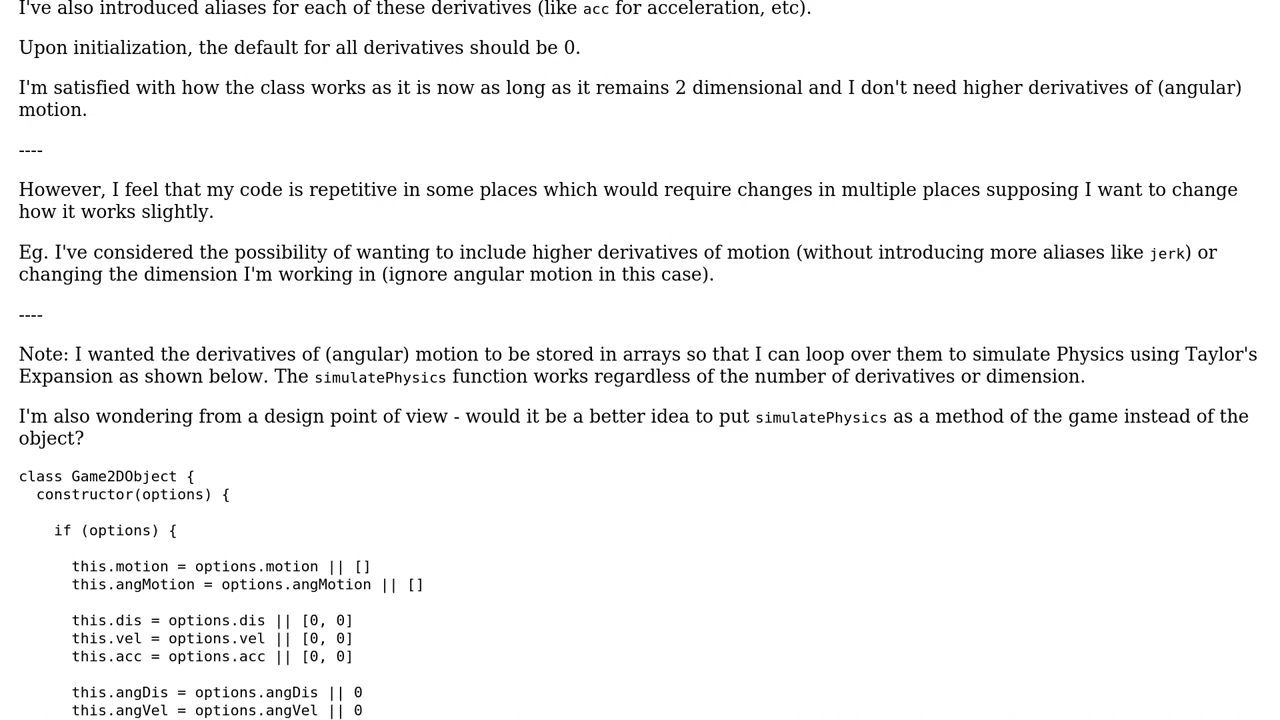 I've also introduced aliases for each of these derivatives (like acc for acceleration, etc).
Upon initialization, the default for all derivatives should be 0.
I'm satisfied with how the class works as it is now as long as it remains 2 dimensional and I don't need higher derivatives of (angular)
motion.
----
However, I feel that my code is repetitive in some places which would require changes in multiple places supposing I want to change
how it works slightly.
Eg. I've considered the possibility of wanting to include higher derivatives of motion (without introducing more aliases like jerk) or
changing the dimension I'm working in (ignore angular motion in this case).
----
Note: I wanted the derivatives of (angular) motion to be stored in arrays so that I can loop over them to simulate Physics using Taylor's
Expansion as shown below. The simulatePhysics function works regardless of the number of derivatives or dimension.
I'm also wondering from a design point of view - would it be a better idea to put simulatePhysics as a method of the game instead of the
object?
class Game2DObject {
  constructor(options) {
    if (options) {
      this.motion = options.motion || []
      this.angMotion = options.angMotion || []
      this.dis = options.dis || [0, 0]
      this.vel = options.vel || [0, 0]
      this.acc = options.acc || [0, 0]
      this.angDis = options.angDis || 0
      this.angVel = options.angVel || 0